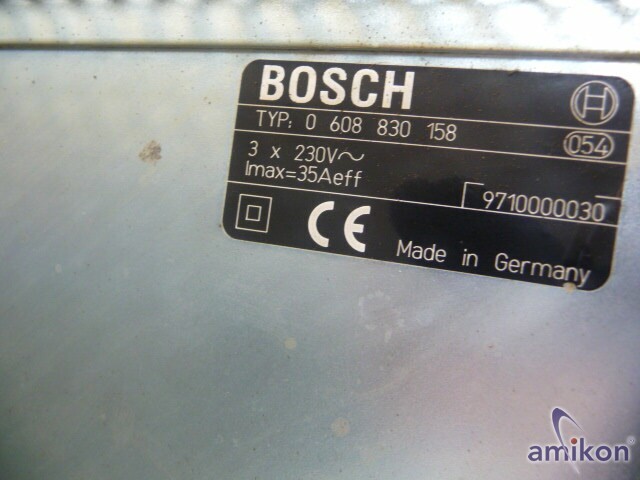 BOSCH
TYP: 0 608 830 158
054
3 x 230V~
Imax=35Aeff
9710000030
CE
Made in Germany
amikon®